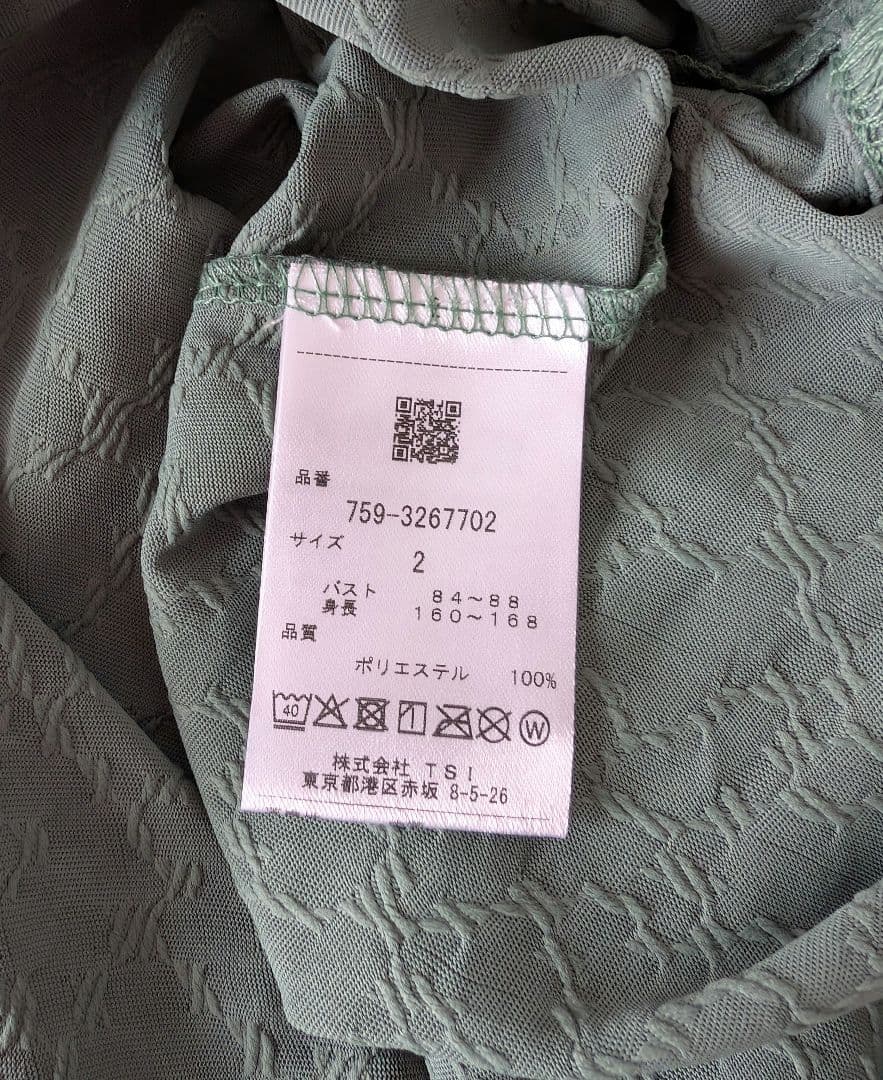 品番
759-3267702
サイズ
2
バスト 84～88
身長 160～168
品質
ポリエステル 100%
40 W
株式会社 TSI
東京都港区赤坂 8-5-26